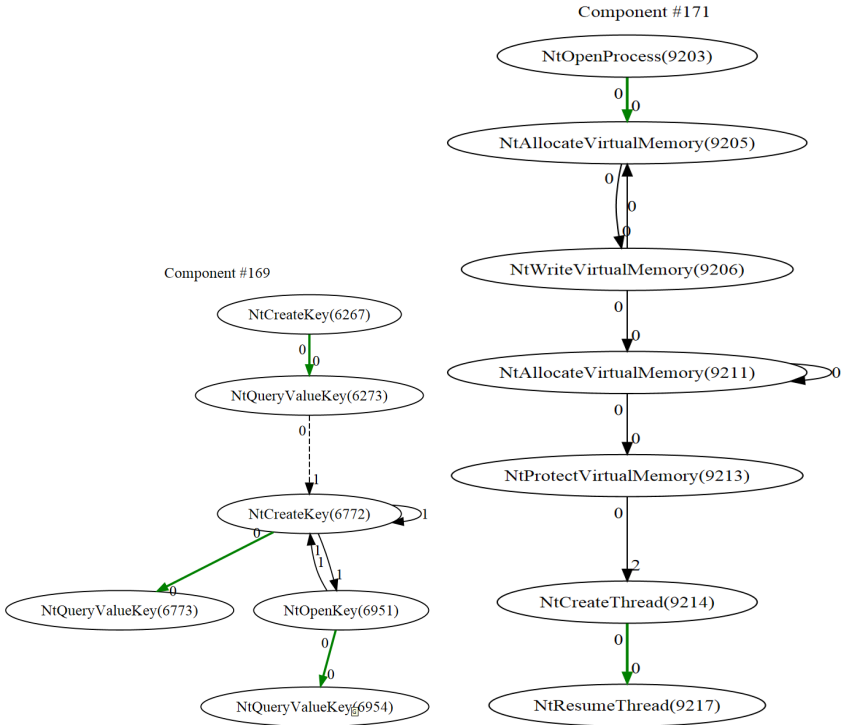 Component #171
NtOpenProcess(9203)
0
0
NtAllocateVirtualMemory(9205)
0
0
0
NtWriteVirtualMemory(9206)
0
0
NtAllocateVirtualMemory(9211)
0
0
0
NtProtectVirtualMemory(9213)
0
2
NtCreateThread(9214)
0
0
NtResumeThread(9217)
Component #169
NtCreateKey(6267)
0
0
NtQueryValueKey(6273)
0
1
NtCreateKey(6772)
1
0
0
1
1
1
NtQueryValueKey(6773)
NtOpenKey(6951)
0
0
NtQueryValueKey(6954)